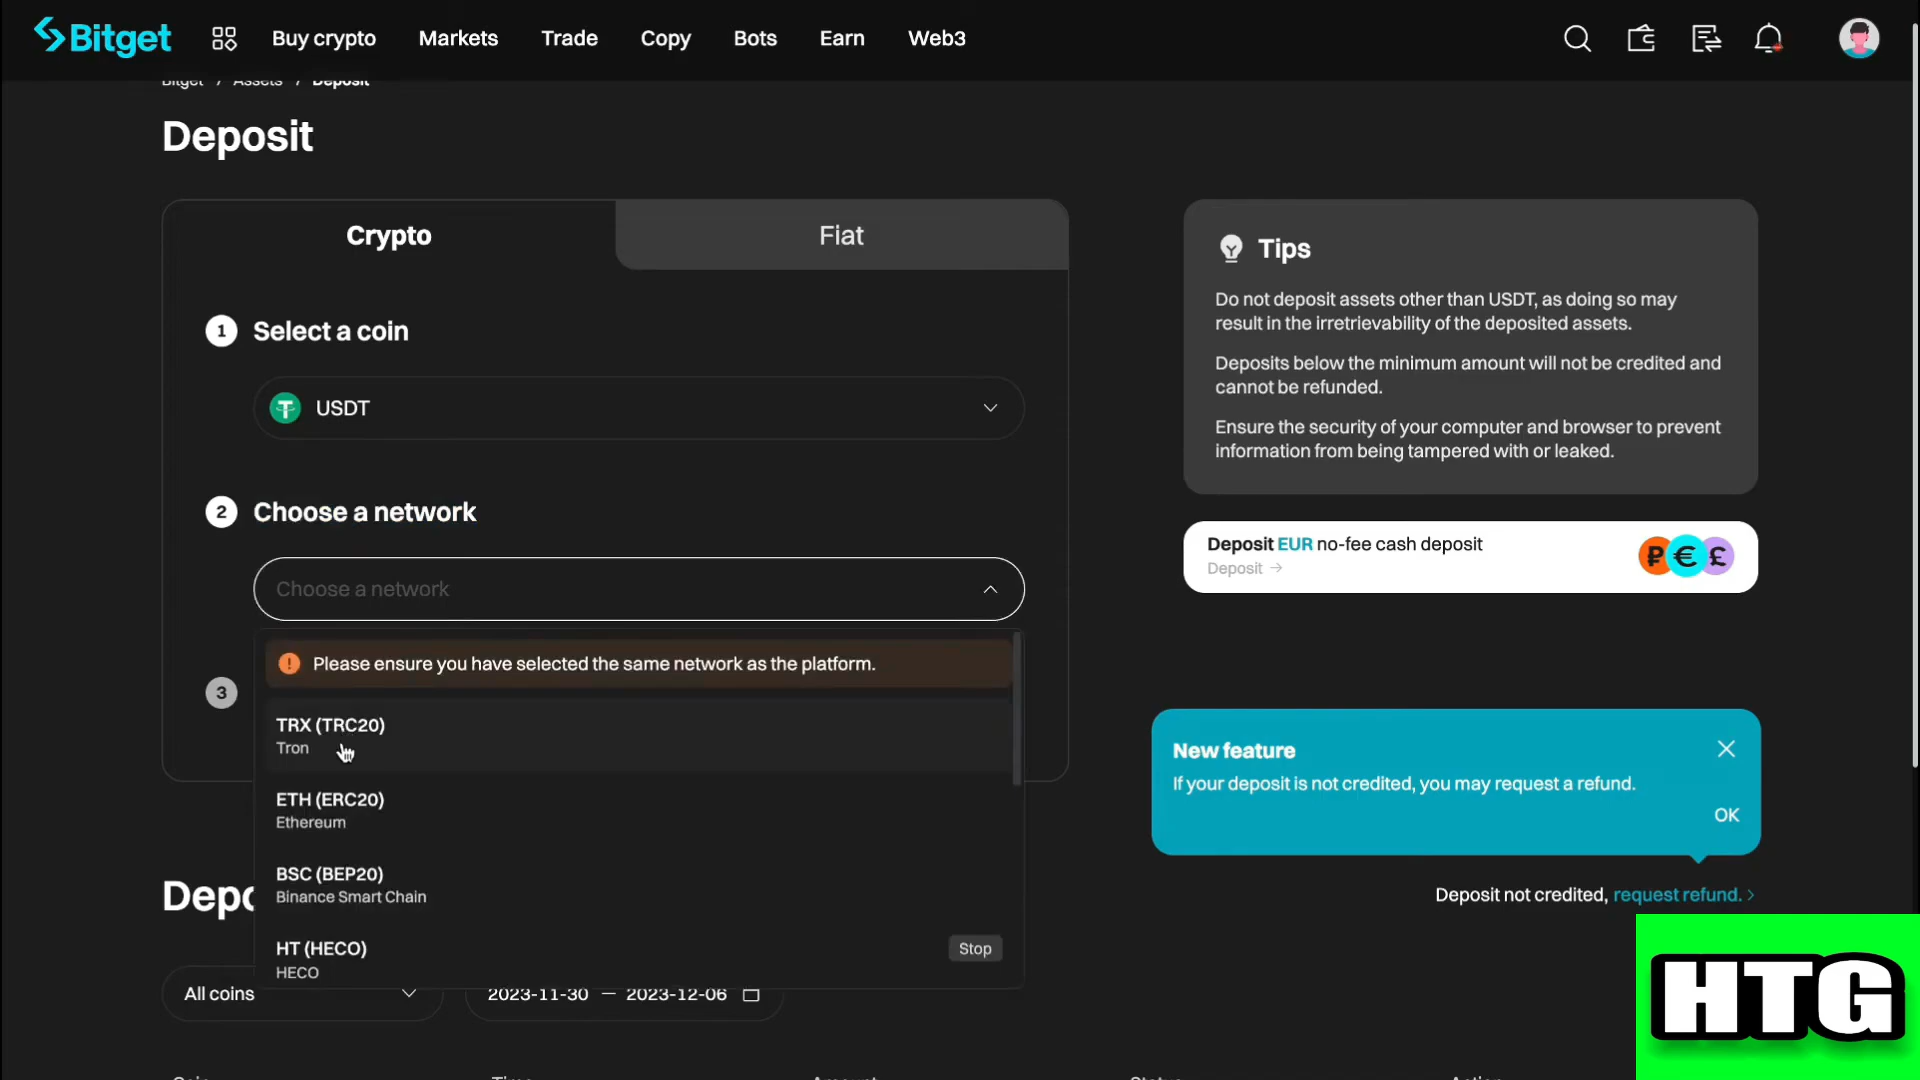 Bitget
Buy crypto
Markets
Trade
Copy
Bots
Earn
Web3
Bitget / Assets / Deposit
Deposit
Crypto
Fiat
1 Select a coin
USDT
2 Choose a network
Choose a network
Please ensure you have selected the same network as the platform.
3
TRX (TRC20)
Tron
ETH (ERC20)
Ethereum
BSC (BEP20)
Binance Smart Chain
HT (HECO)
Stop
HECO
Depo
All coins
2023-11-30 — 2023-12-06
Tips
Do not deposit assets other than USDT, as doing so may
result in the irretrievability of the deposited assets.
Deposits below the minimum amount will not be credited and
cannot be refunded.
Ensure the security of your computer and browser to prevent
information from being tampered with or leaked.
Deposit EUR no-fee cash deposit
Deposit →
New feature
If your deposit is not credited, you may request a refund.
OK
Deposit not credited, request refund. >
HTG